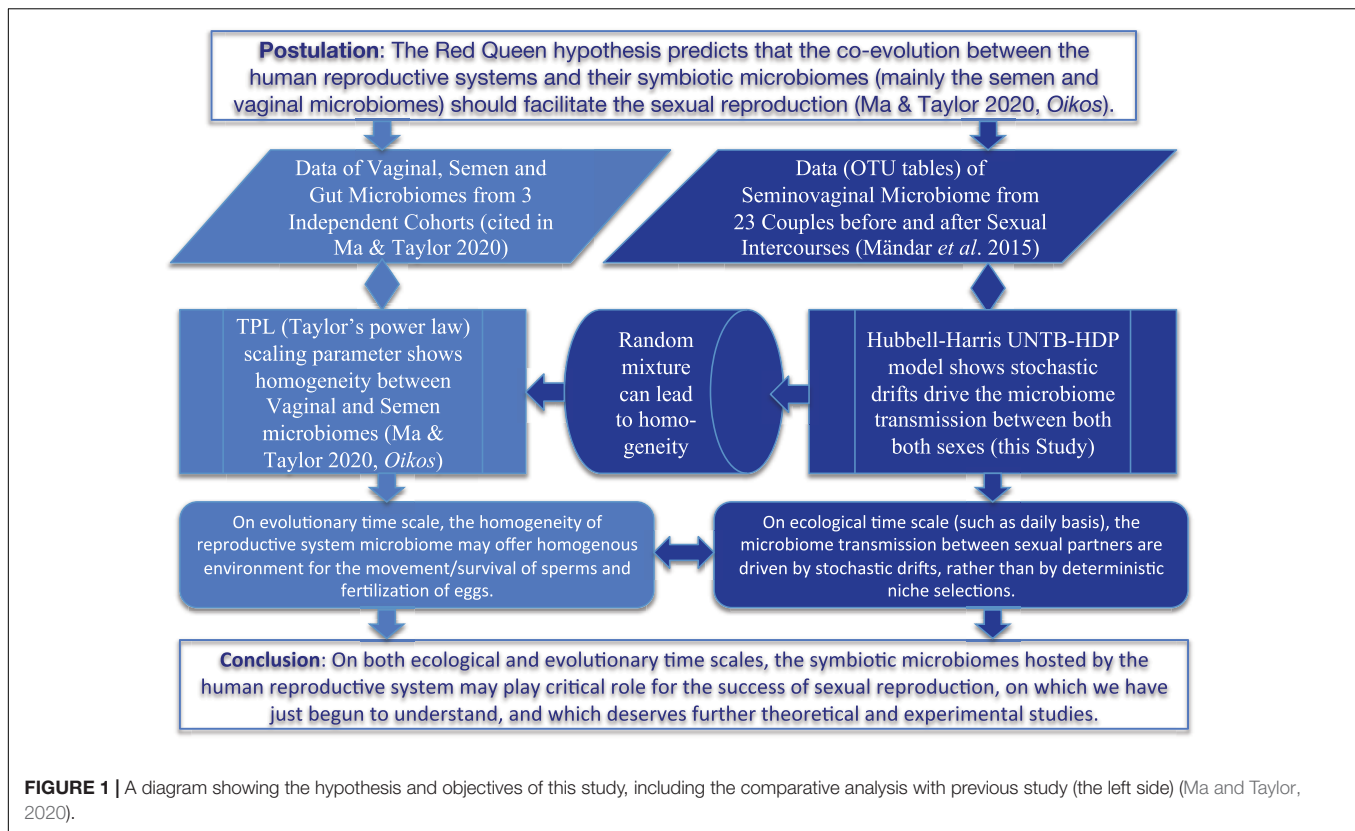 Postulation: The Red Queen hypothesis predicts that the co-evolution between the
human reproductive systems and their symbiotic microbiomes (mainly the semen and
vaginal microbiomes) should facilitate the sexual reproduction (Ma & Taylor 2020, Oikos).
Data of Vaginal, Semen and
Gut Microbiomes from 3
Independent Cohorts (cited in
Ma & Taylor 2020)
Data (OTU tables) of
Seminovaginal Microbiome from
23 Couples before and after Sexual
Intercourses (Mändar et al. 2015)
TPL (Taylor's power law)
scaling parameter shows
homogeneity between
Vaginal and Semen
microbiomes (Ma &
Taylor 2020, Oikos)
Random
mixture
can lead
to homo-
geneity
Hubbell-Harris UNTB-HDP
model shows stochastic
drifts drive the microbiome
transmission between both
both sexes (this Study)
On evolutionary time scale, the homogeneity of
reproductive system microbiome may offer homogenous
environment for the movement/survival of sperms and
fertilization of eggs.
On ecological time scale (such as daily basis), the
microbiome transmission between sexual partners are
driven by stochastic drifts, rather than by deterministic
niche selections.
Conclusion: On both ecological and evolutionary time scales, the symbiotic microbiomes hosted by the
human reproductive system may play critical role for the success of sexual reproduction, on which we have
just begun to understand, and which deserves further theoretical and experimental studies.
FIGURE 1 | A diagram showing the hypothesis and objectives of this study, including the comparative analysis with previous study (the left side) (Ma and Taylor,
2020).